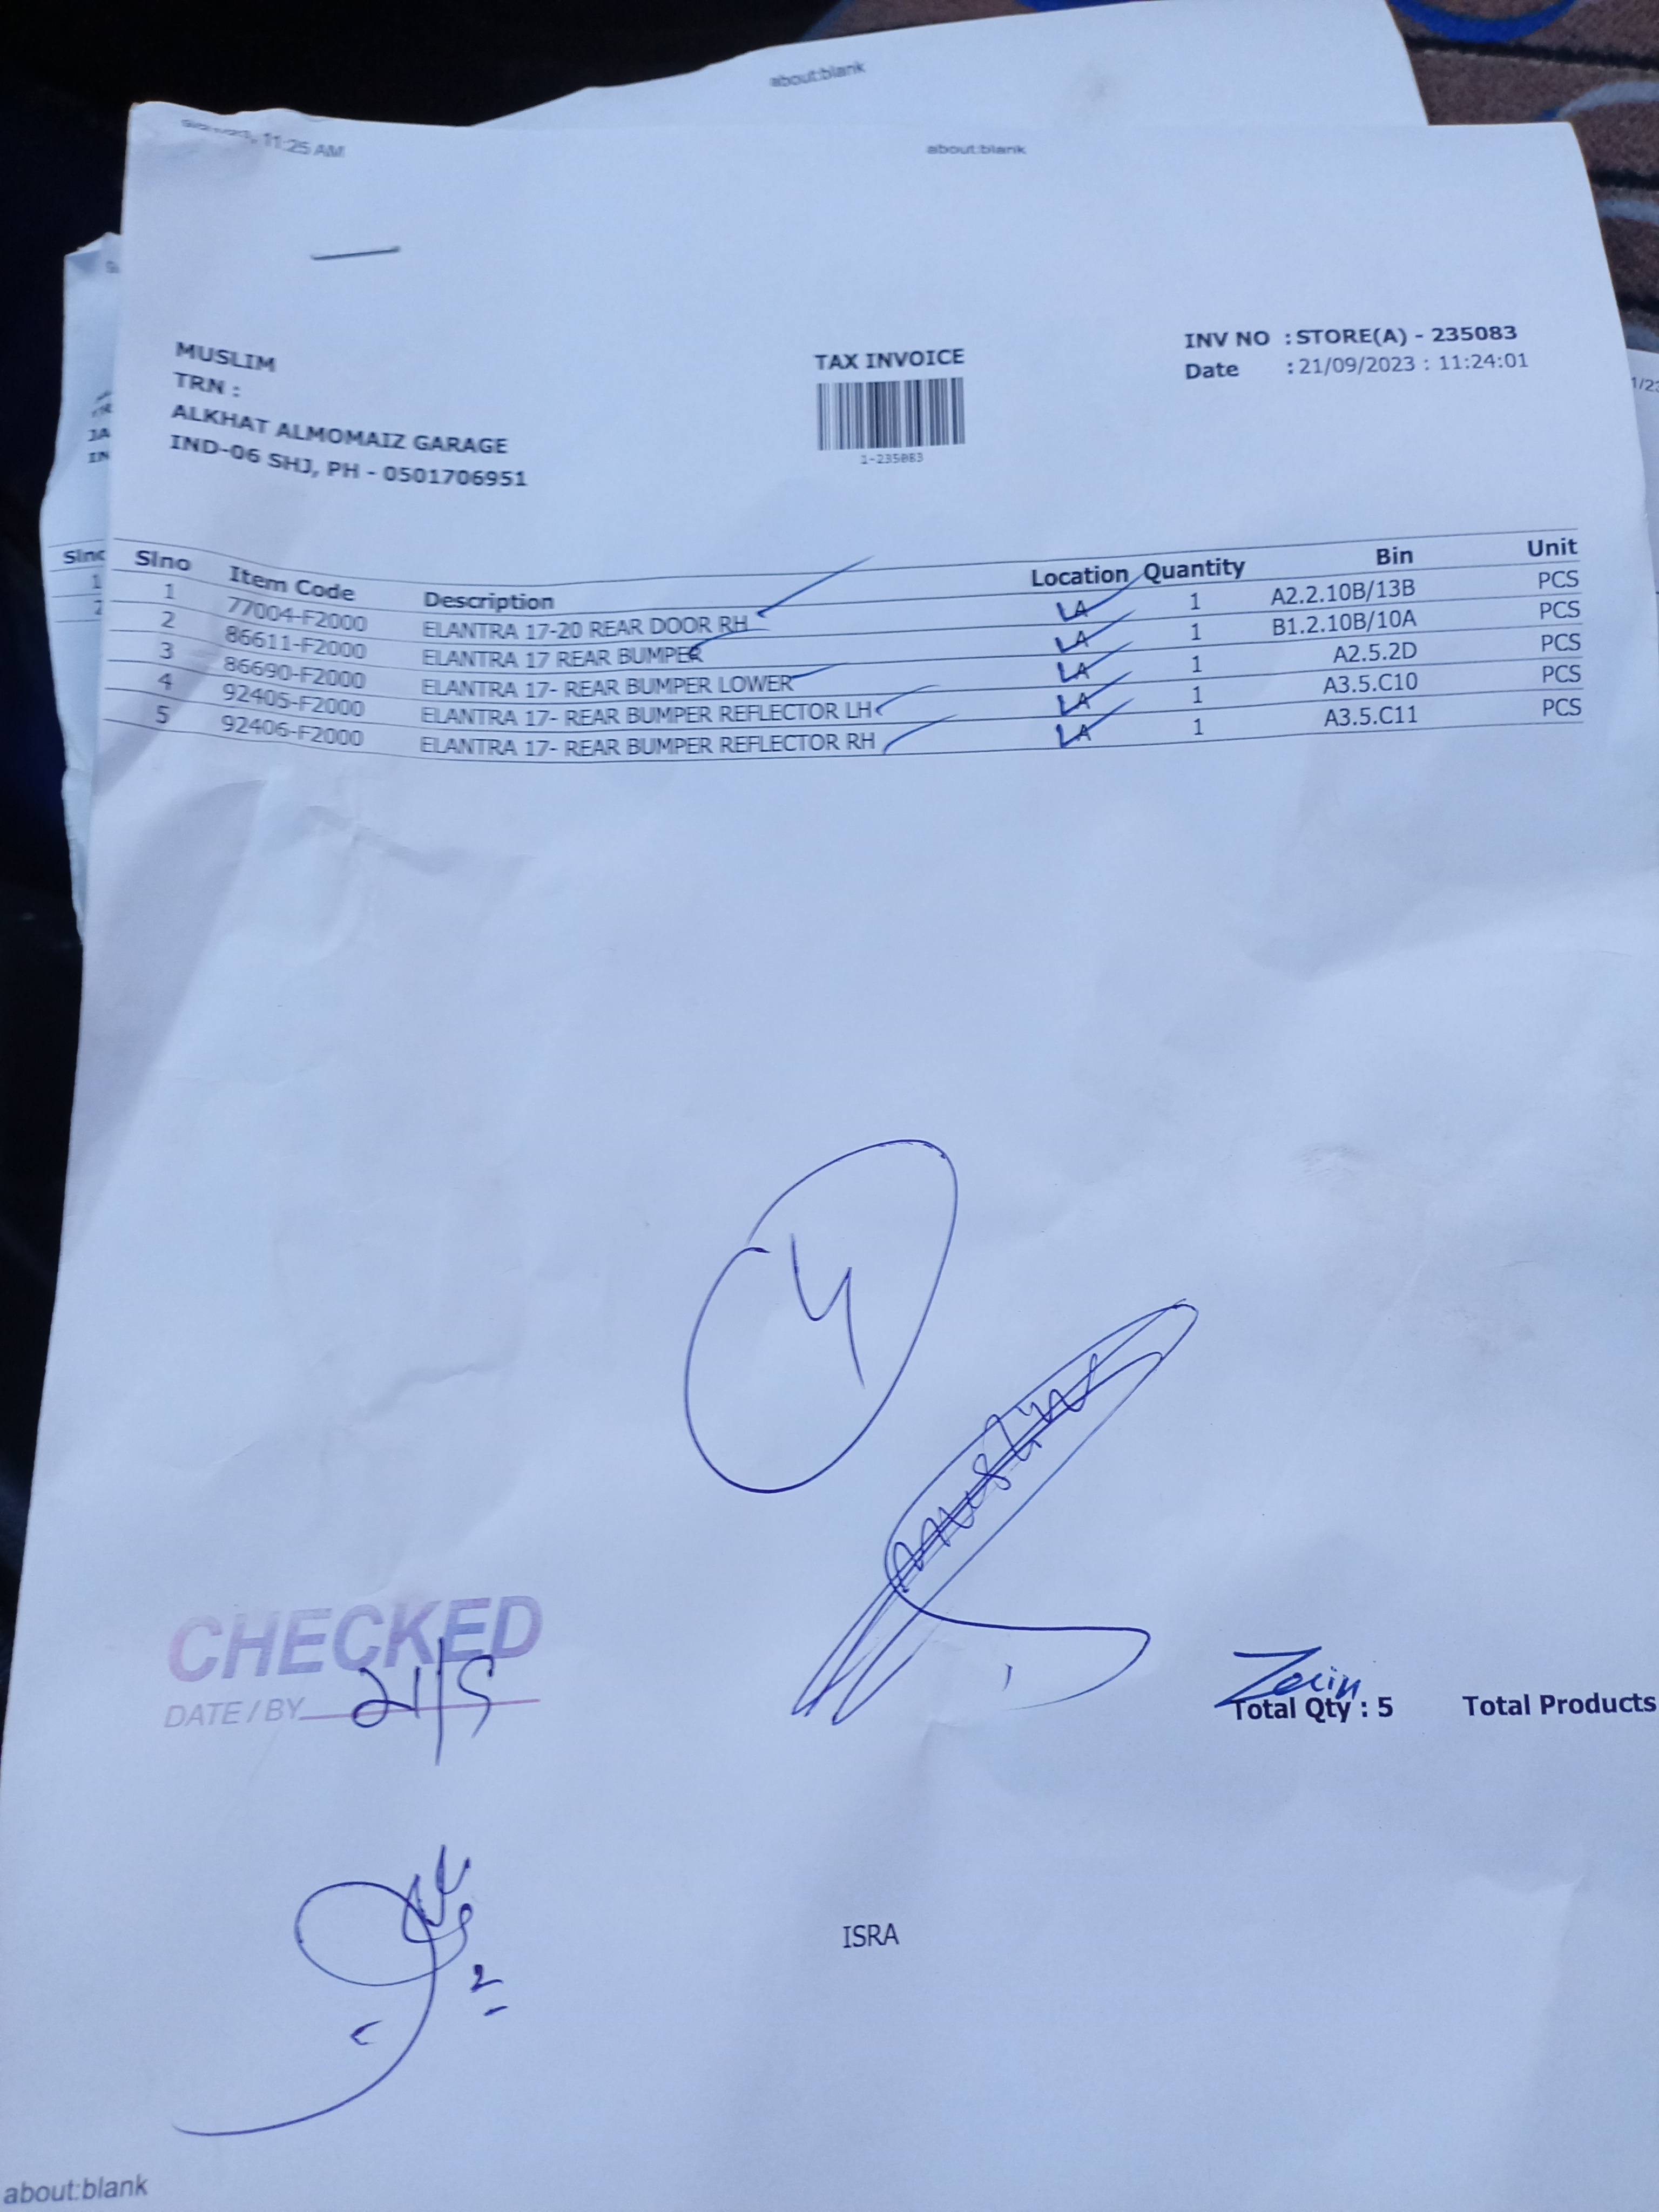 about:blank
11:25 AM
about:blank
MUSLIM
TRN :
ALKHAT ALMOMAIZ GARAGE
IND-06 SHJ, PH - 0501706951
TAX INVOICE
1-235083
INV NO : STORE(A) - 235083
Date : 21/09/2023 : 11:24:01
Slno Item Code Description Location Quantity Bin Unit
1 77004-F2000 ELANTRA 17-20 REAR DOOR RH LA 1 A2.2.10B/13B PCS
2 86611-F2000 ELANTRA 17 REAR BUMPER LA 1 B1.2.10B/10A PCS
3 86690-F2000 ELANTRA 17- REAR BUMPER LOWER LA 1 A2.5.2D PCS
4 92405-F2000 ELANTRA 17- REAR BUMPER REFLECTOR LH LA 1 A3.5.C10 PCS
5 92406-F2000 ELANTRA 17- REAR BUMPER REFLECTOR RH LA 1 A3.5.C11 PCS
4
muslim
CHECKED
DATE / BY 21/9
Zerin
Total Qty : 5 Total Products
2
ISRA
about:blank